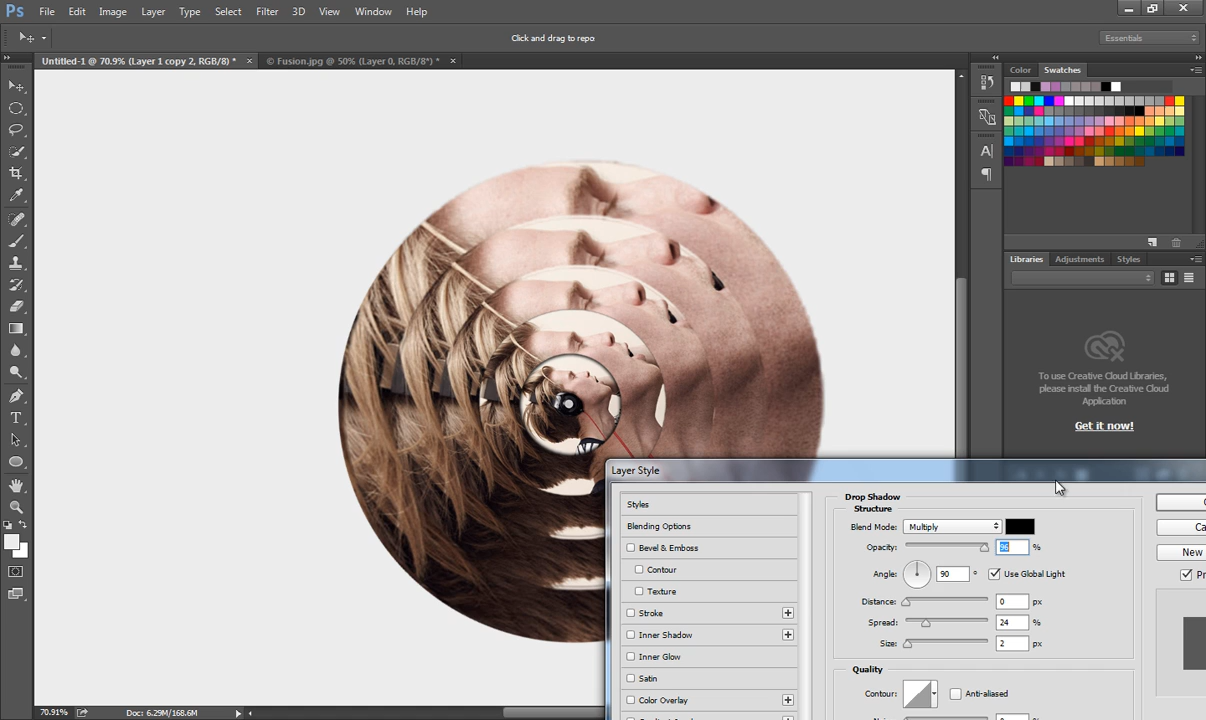 Ps File Edit Image Layer Type Select Filter 3D View Window Help
Click and drag to repo
Essentials
Untitled-1 @ 70.9% (Layer 1 copy 2, RGB/8) *
© Fusion.jpg @ 50% (Layer 0, RGB/8*) *
Color Swatches
Libraries Adjustments Styles
To use Creative Cloud Libraries,
please install the Creative Cloud
Application
Get it now!
Layer Style
Styles
Blending Options
Bevel & Emboss
Contour
Texture
Stroke
Inner Shadow
Inner Glow
Satin
Color Overlay
Drop Shadow
Structure
Blend Mode: Multiply
Opacity: 96 %
Angle: 90 ° Use Global Light
Distance: 0 px
Spread: 24 %
Size: 2 px
Quality
Contour: Anti-aliased
Ca
New
Pr
70.91% Doc: 6.29M/168.6M